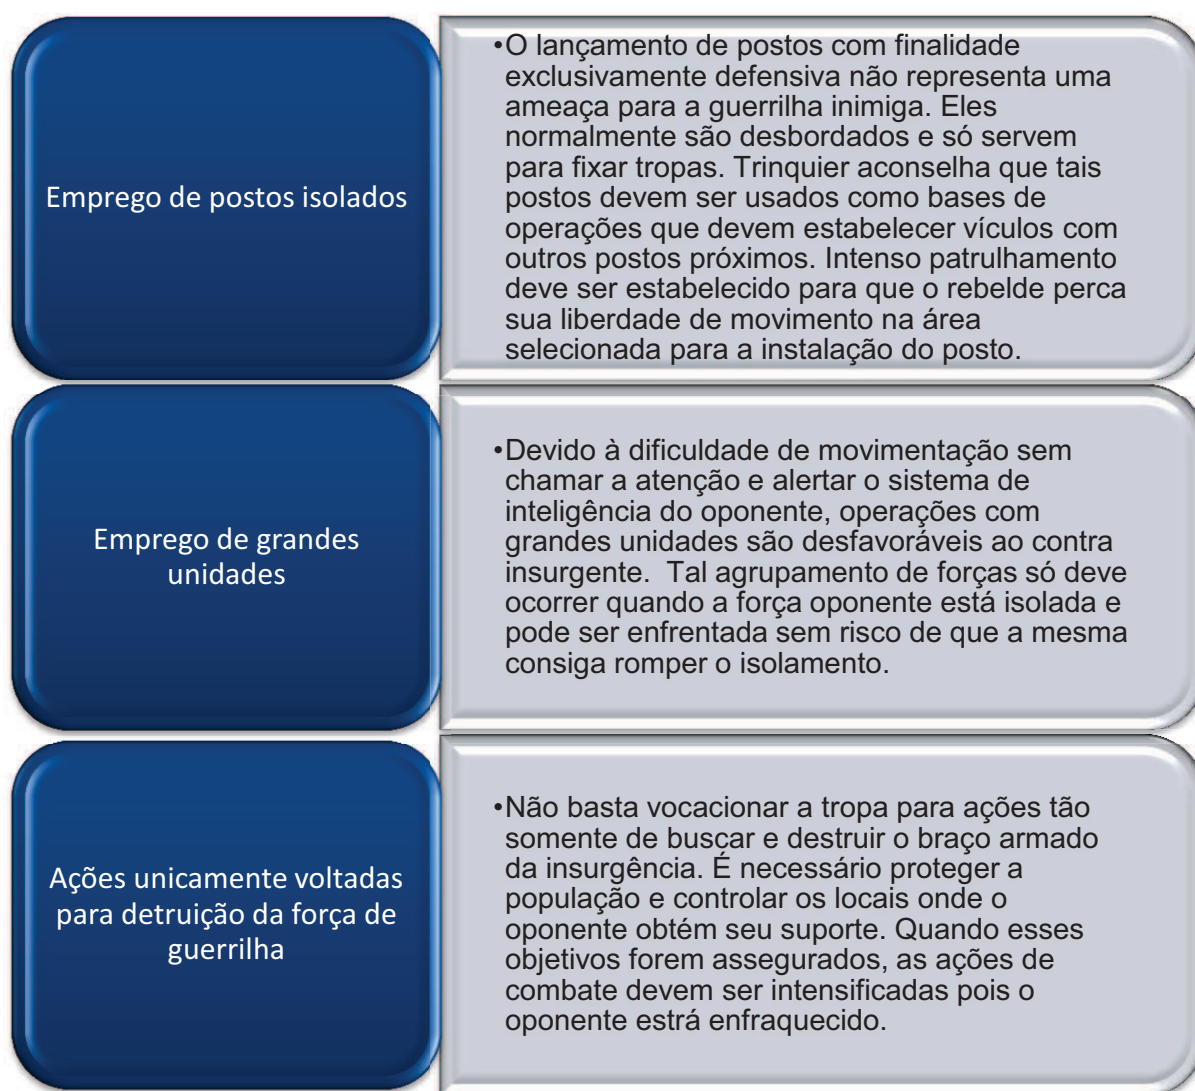 Emprego de postos isolados
•O lançamento de postos com finalidade
exclusivamente defensiva não representa uma
ameaça para a guerrilha inimiga. Eles
normalmente são desbordados e só servem
para fixar tropas. Trinquier aconselha que tais
postos devem ser usados como bases de
operações que devem estabelecer vículos com
outros postos próximos. Intenso patrulhamento
deve ser estabelecido para que o rebelde perca
sua liberdade de movimento na área
selecionada para a instalação do posto.
Emprego de grandes
unidades
•Devido à dificuldade de movimentação sem
chamar a atenção e alertar o sistema de
inteligência do oponente, operações com
grandes unidades são desfavoráveis ao contra
insurgente.  Tal agrupamento de forças só deve
ocorrer quando a força oponente está isolada e
pode ser enfrentada sem risco de que a mesma
consiga romper o isolamento.
Ações unicamente voltadas
para detruição da força de
guerrilha
•Não basta vocacionar a tropa para ações tão
somente de buscar e destruir o braço armado
da insurgência. É necessário proteger a
população e controlar os locais onde o
oponente obtém seu suporte. Quando esses
objetivos forem assegurados, as ações de
combate devem ser intensificadas pois o
oponente estrá enfraquecido.